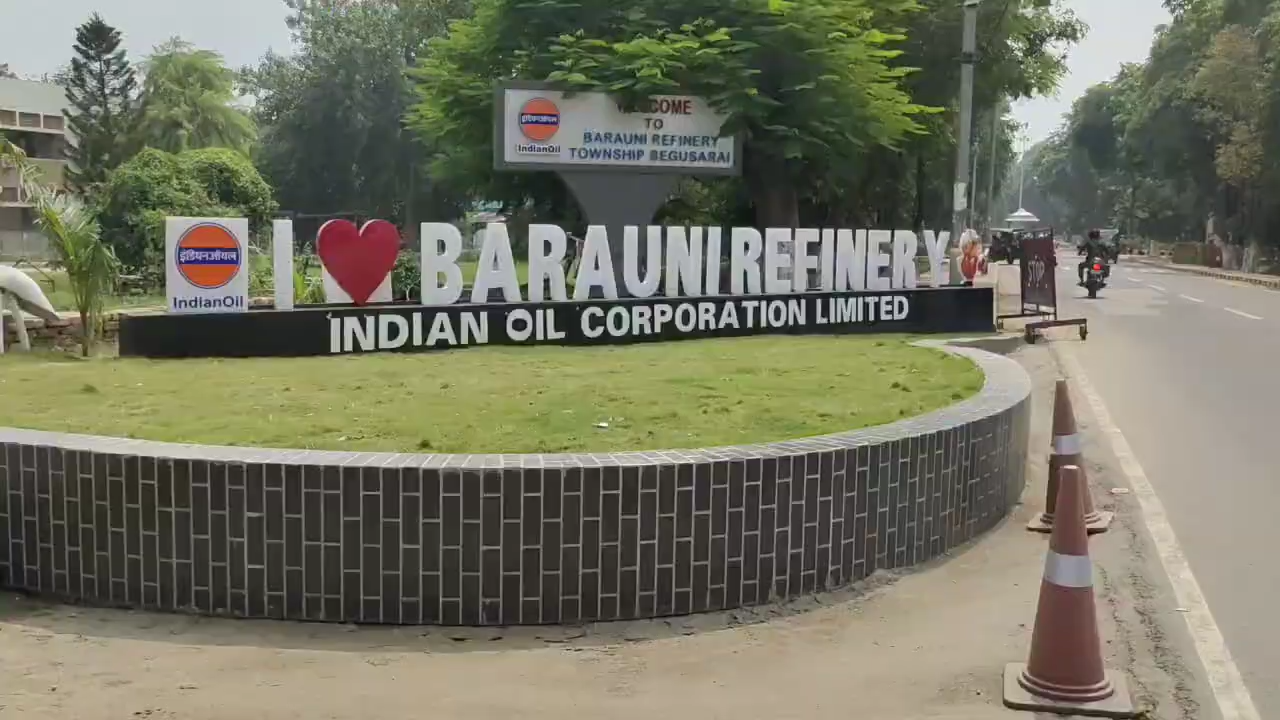 इंडियनऑयल
IndianOil
WELCOME
TO
BARAUNI REFINERY
TOWNSHIP BEGUSARAI
इंडियनऑयल
IndianOil
I BARAUNI REFINERY
INDIAN OIL CORPORATION LIMITED
STOP